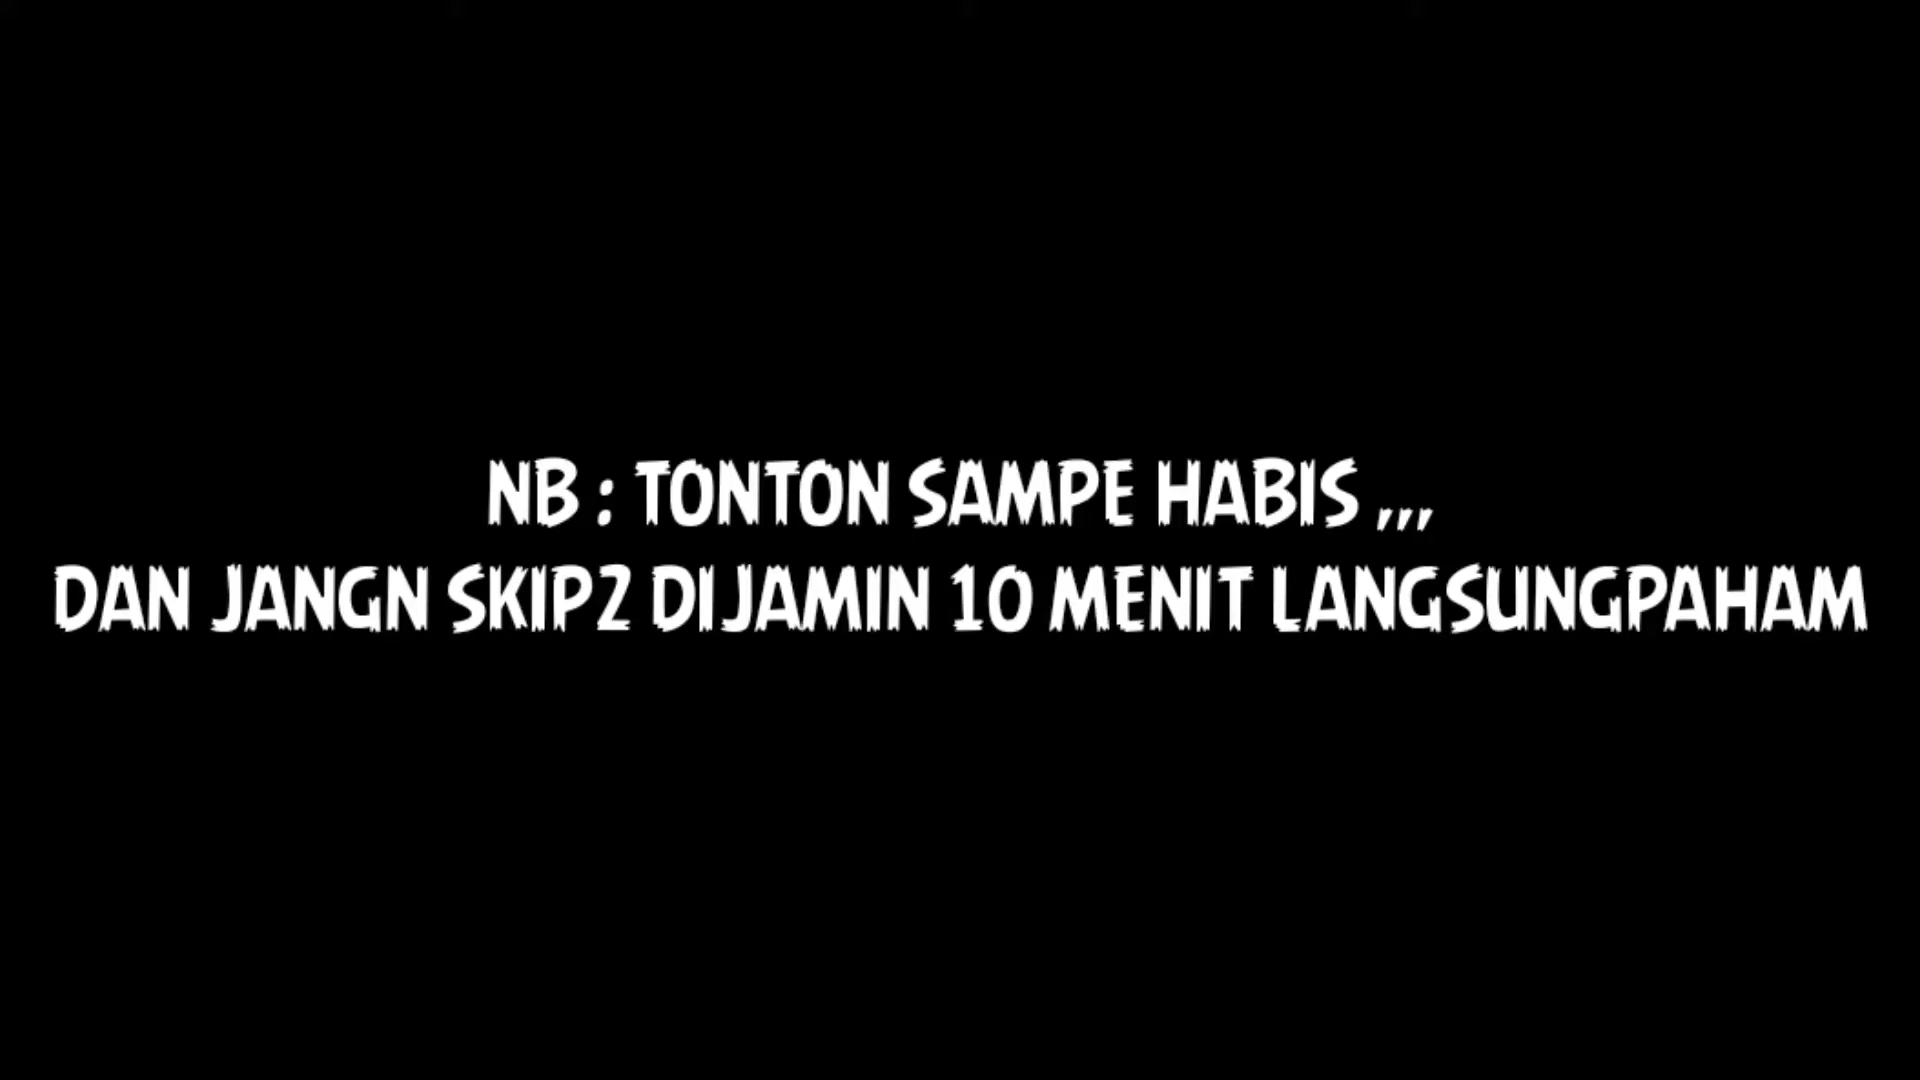 NB : TONTON SAMPE HABIS ,,,
DAN JANGN SKIP2 DIJAMIN 10 MENIT LANGSUNGPAHAM